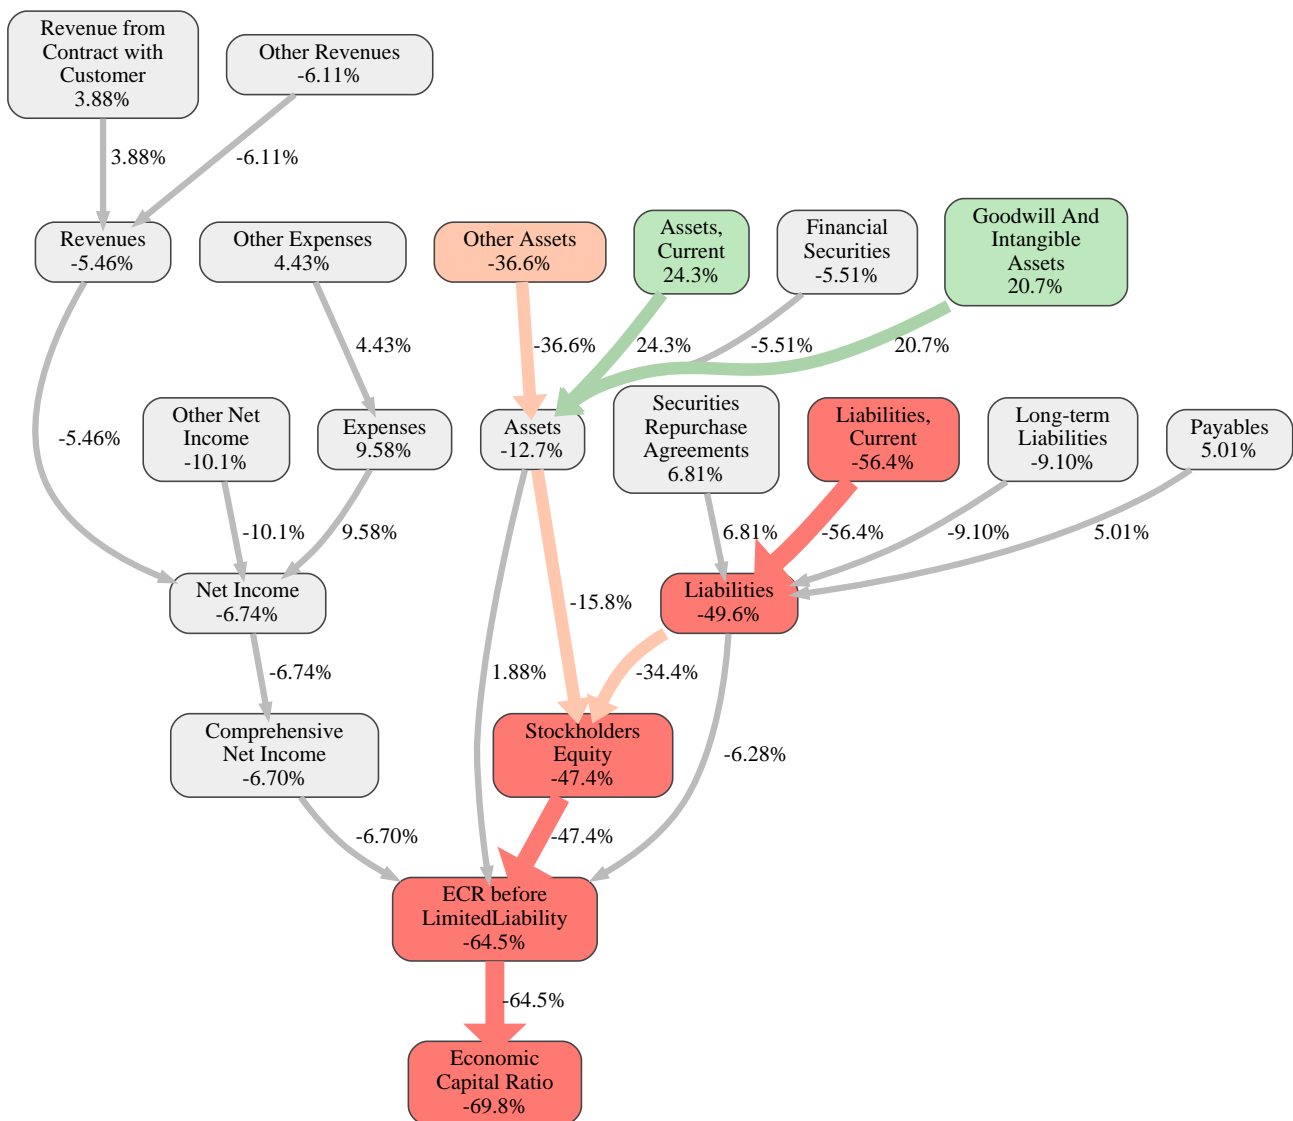 Revenue from
Contract with
Customer
3.88%
Other Revenues
-6.11%
3.88%
-6.11%
Revenues
-5.46%
Other Expenses
4.43%
Other Assets
-36.6%
Assets,
Current
24.3%
Financial
Securities
-5.51%
Goodwill And
Intangible
Assets
20.7%
4.43%
-36.6%
24.3%
-5.51%
20.7%
-5.46%
Other Net
Income
-10.1%
Expenses
9.58%
Assets
-12.7%
Securities
Repurchase
Agreements
6.81%
Liabilities,
Current
-56.4%
Long-term
Liabilities
-9.10%
Payables
5.01%
-10.1%
9.58%
6.81%
-56.4%
-9.10%
5.01%
Net Income
-6.74%
-15.8%
Liabilities
-49.6%
-6.74%
1.88%
-34.4%
Comprehensive
Net Income
-6.70%
Stockholders
Equity
-47.4%
-6.28%
-6.70%
-47.4%
ECR before
LimitedLiability
-64.5%
-64.5%
Economic
Capital Ratio
-69.8%